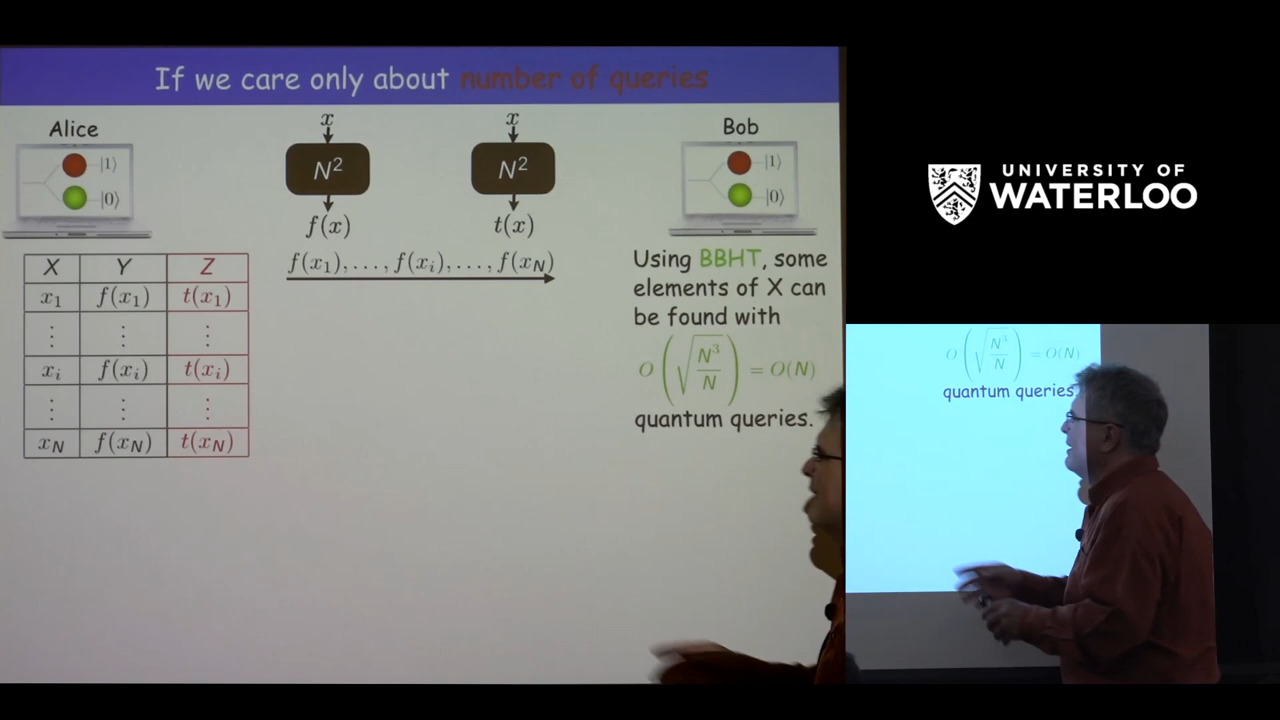 If we care only about number of queries
Alice
|1⟩
|0⟩
x
N²
f(x)
x
N²
t(x)
Bob
|1⟩
|0⟩
f(x₁), . . . , f(xᵢ), . . . , f(x_N)
X Y Z
x₁ f(x₁) t(x₁)
⋮ ⋮ ⋮
xᵢ f(xᵢ) t(xᵢ)
⋮ ⋮ ⋮
x_N f(x_N) t(x_N)
Using BBHT, some
elements of X can
be found with
O(√(N³/N)) = O(N)
quantum queries.
UNIVERSITY OF
WATERLOO
O(√(N³/N)) = O(N)
quantum queries.